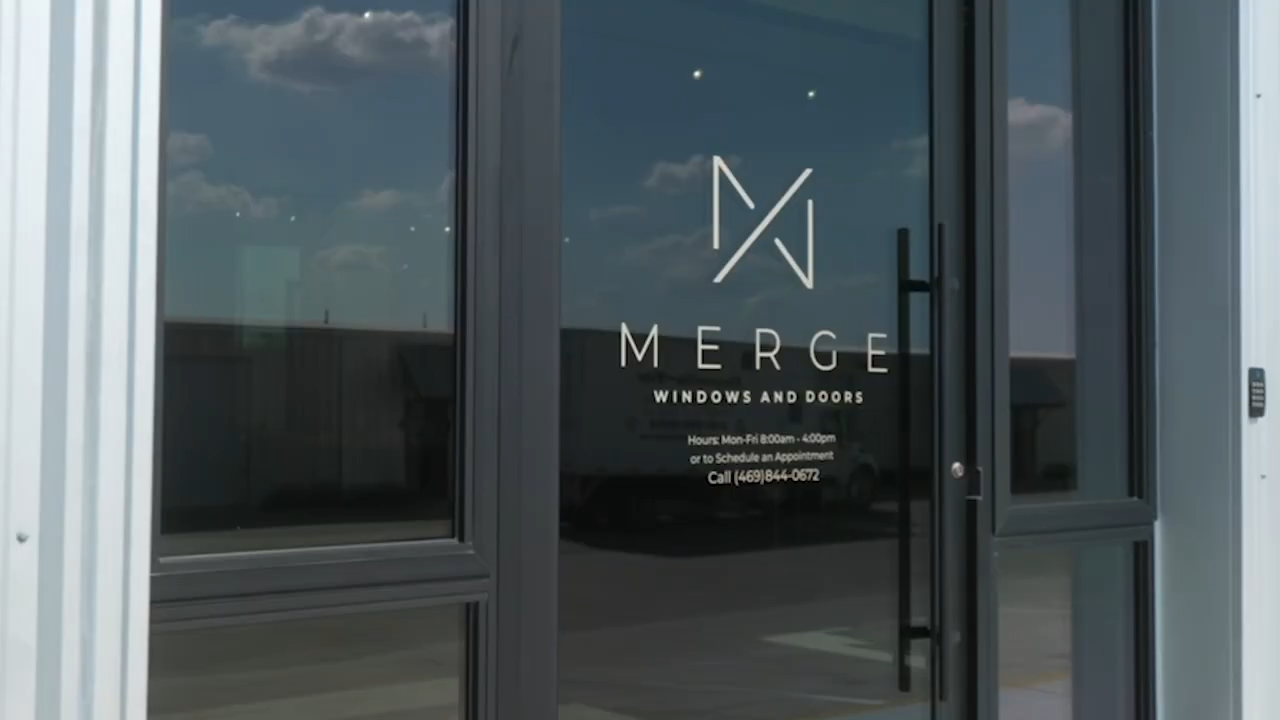 MERGE
WINDOWS AND DOORS
Hours: Mon-Fri 8:00am - 4:00pm
or to Schedule an Appointment
Call (469)844-0672